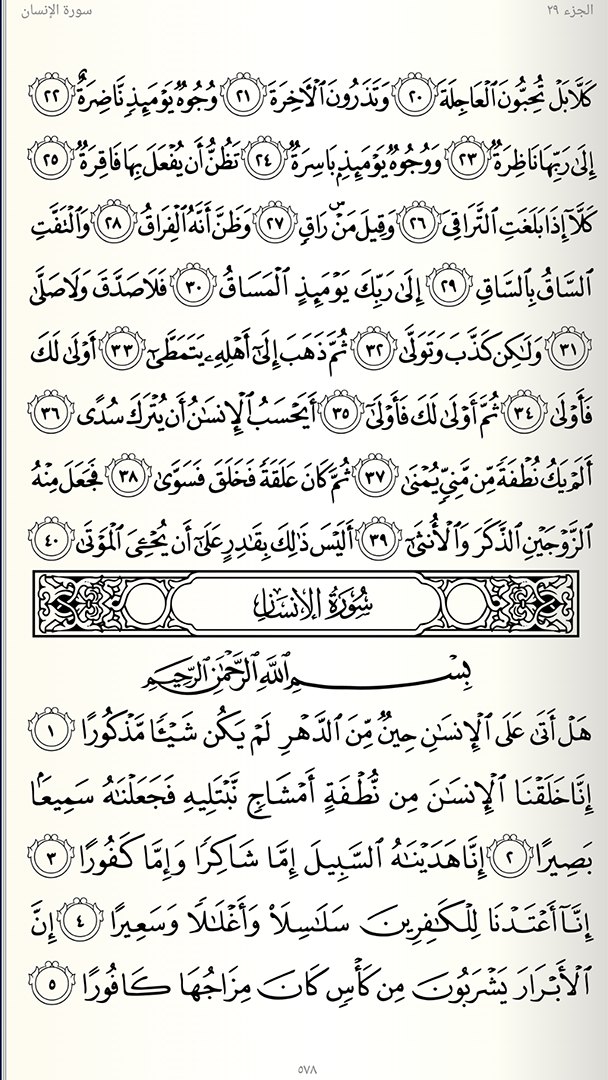 الجزء ٢٩
سورة الإنسان
كَلَّا بَلۡ تُحِبُّونَ ٱلۡعَاجِلَةَ ٢٠ وَتَذَرُونَ ٱلۡأٓخِرَةَ ٢١ وُجُوهٞ يَوۡمَئِذٖ نَّاضِرَةٌ ٢٢
إِلَىٰ رَبِّهَا نَاظِرَةٞ ٢٣ وَوُجُوهٞ يَوۡمَئِذِۭ بَاسِرَةٞ ٢٤ تَظُنُّ أَن يُفۡعَلَ بِهَا فَاقِرَةٞ ٢٥
كَلَّآ إِذَا بَلَغَتِ ٱلتَّرَاقِيَ ٢٦ وَقِيلَ مَنۡۜ رَاقٖ ٢٧ وَظَنَّ أَنَّهُ ٱلۡفِرَاقُ ٢٨ وَٱلۡتَفَّتِ
ٱلسَّاقُ بِٱلسَّاقِ ٢٩ إِلَىٰ رَبِّكَ يَوۡمَئِذٍ ٱلۡمَسَاقُ ٣٠ فَلَا صَدَّقَ وَلَا صَلَّىٰ
٣١ وَلَٰكِن كَذَّبَ وَتَوَلَّىٰ ٣٢ ثُمَّ ذَهَبَ إِلَىٰٓ أَهۡلِهِۦ يَتَمَطَّىٰٓ ٣٣ أَوۡلَىٰ لَكَ
فَأَوۡلَىٰ ٣٤ ثُمَّ أَوۡلَىٰ لَكَ فَأَوۡلَىٰٓ ٣٥ أَيَحۡسَبُ ٱلۡإِنسَٰنُ أَن يُتۡرَكَ سُدًى ٣٦
أَلَمۡ يَكُ نُطۡفَةٗ مِّن مَّنِيّٖ يُمۡنَىٰ ٣٧ ثُمَّ كَانَ عَلَقَةٗ فَخَلَقَ فَسَوَّىٰ ٣٨ فَجَعَلَ مِنۡهُ
ٱلزَّوۡجَيۡنِ ٱلذَّكَرَ وَٱلۡأُنثَىٰٓ ٣٩ أَلَيۡسَ ذَٰلِكَ بِقَٰدِرٍ عَلَىٰٓ أَن يُحۡـِۧيَ ٱلۡمَوۡتَىٰ ٤٠
سُورَةُ الإِنسَانِ
بِسۡمِ ٱللَّهِ ٱلرَّحۡمَٰنِ ٱلرَّحِيمِ
هَلۡ أَتَىٰ عَلَى ٱلۡإِنسَٰنِ حِينٞ مِّنَ ٱلدَّهۡرِ لَمۡ يَكُن شَيۡـٔٗا مَّذۡكُورًا ١
إِنَّا خَلَقۡنَا ٱلۡإِنسَٰنَ مِن نُّطۡفَةٍ أَمۡشَاجٖ نَّبۡتَلِيهِ فَجَعَلۡنَٰهُ سَمِيعَۢا
بَصِيرًا ٢ إِنَّا هَدَيۡنَٰهُ ٱلسَّبِيلَ إِمَّا شَاكِرٗا وَإِمَّا كَفُورًا ٣
إِنَّآ أَعۡتَدۡنَا لِلۡكَٰفِرِينَ سَلَٰسِلَاْ وَأَغۡلَٰلٗا وَسَعِيرًا ٤ إِنَّ
ٱلۡأَبۡرَارَ يَشۡرَبُونَ مِن كَأۡسٖ كَانَ مِزَاجُهَا كَافُورًا ٥
٥٧٨